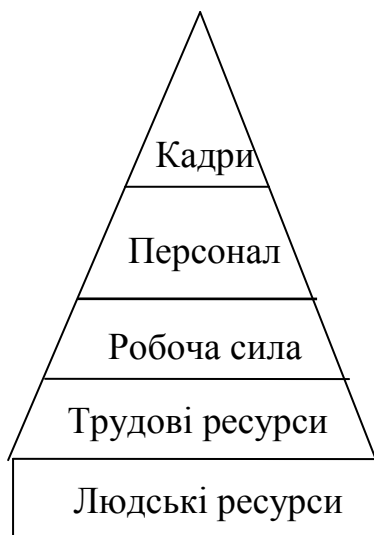 Кадри
Персонал
Робоча сила
Трудові ресурси
Людські ресурси